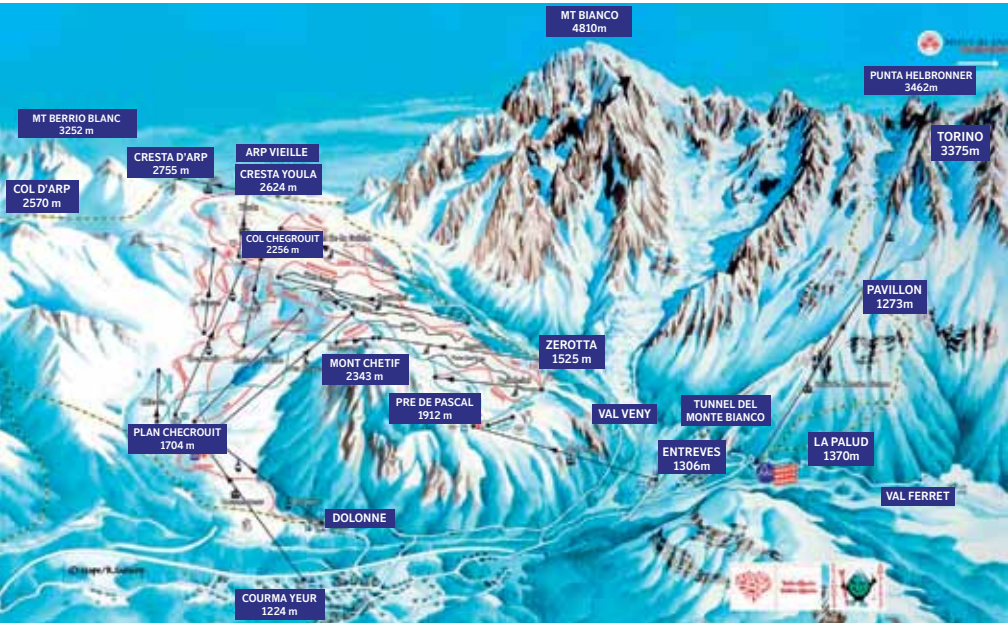 MT BIANCO
4810m
PUNTA HELBRONNER
3462m
MT BERRIO BLANC
3252 m
TORINO
3375m
CRESTA D'ARP
2755 m
ARP VIEILLE
CRESTA YOULA
2624 m
COL D'ARP
2570 m
COL CHEGROUIT
2256 m
PAVILLON
1273m
ZEROTTA
1525 m
MONT CHETIF
2343 m
PRE DE PASCAL
1912 m
VAL VENY
TUNNEL DEL
MONTE BIANCO
PLAN CHECROUIT
1704 m
ENTREVES
1306m
LA PALUD
1370m
VAL FERRET
DOLONNE
COURMA YEUR
1224 m